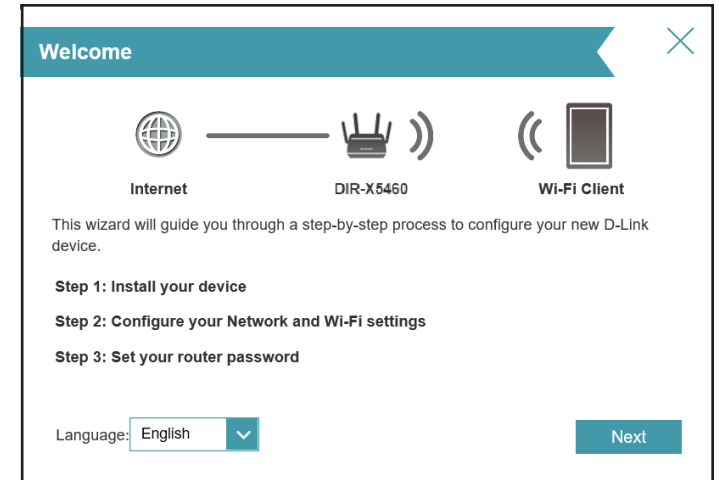 Welcome
Internet
DIR-X5460
Wi-Fi Client
This wizard will guide you through a step-by-step process to configure your new D-Link
device.
Step 1: Install your device
Step 2: Configure your Network and Wi-Fi settings
Step 3: Set your router password
Language: English
Next